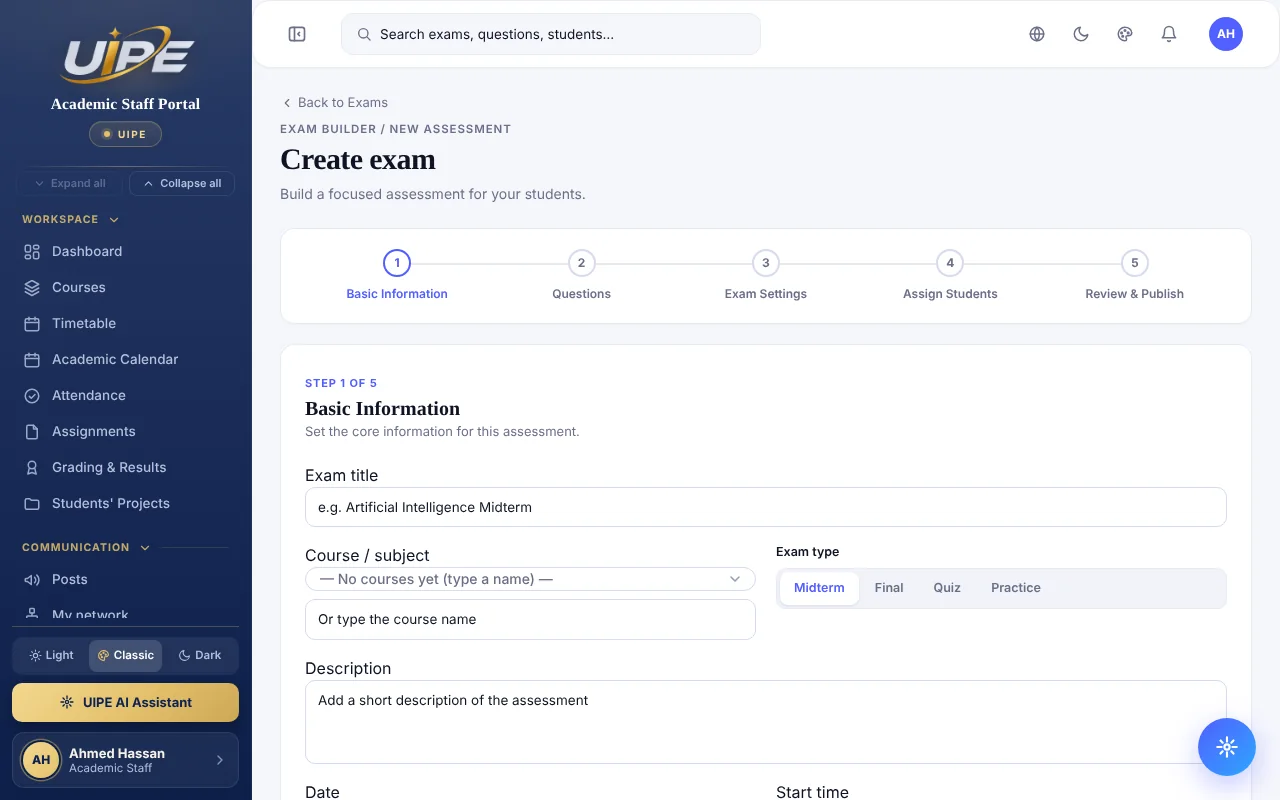 UIPE
Academic Staff Portal
UIPE
Expand all
Collapse all
WORKSPACE
Dashboard
Courses
Timetable
Academic Calendar
Attendance
Assignments
Grading & Results
Students' Projects
COMMUNICATION
Posts
My network
Light
Classic
Dark
UIPE AI Assistant
AH
Ahmed Hassan
Academic Staff
Search exams, questions, students...
AH
Back to Exams
EXAM BUILDER / NEW ASSESSMENT
Create exam
Build a focused assessment for your students.
1
Basic Information
2
Questions
3
Exam Settings
4
Assign Students
5
Review & Publish
STEP 1 OF 5
Basic Information
Set the core information for this assessment.
Exam title
e.g. Artificial Intelligence Midterm
Course / subject
— No courses yet (type a name) —
Or type the course name
Exam type
Midterm
Final
Quiz
Practice
Description
Add a short description of the assessment
Date
Start time